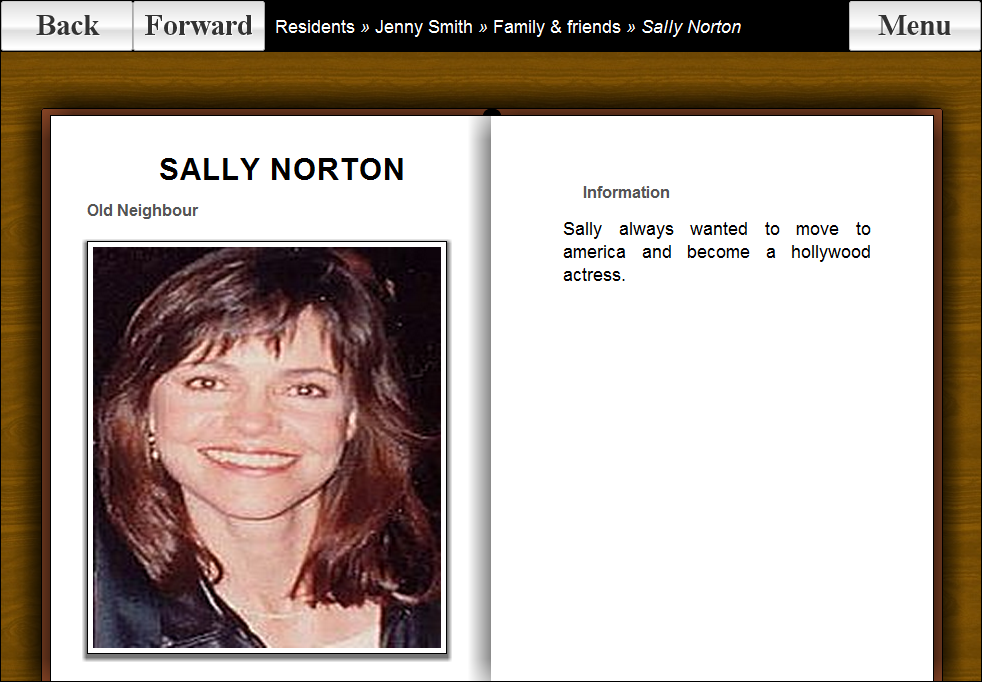 Back Forward Residents » Jenny Smith » Family & friends » Sally Norton Menu
SALLY NORTON
Old Neighbour
Information
Sally always wanted to move to
america and become a hollywood
actress.